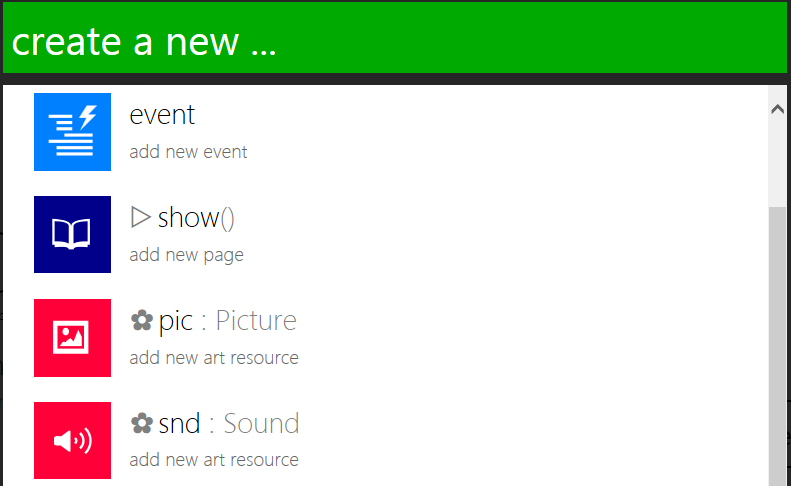 create a new ...
event
add new event
▷ show()
add new page
✿ pic : Picture
add new art resource
✿ snd : Sound
add new art resource